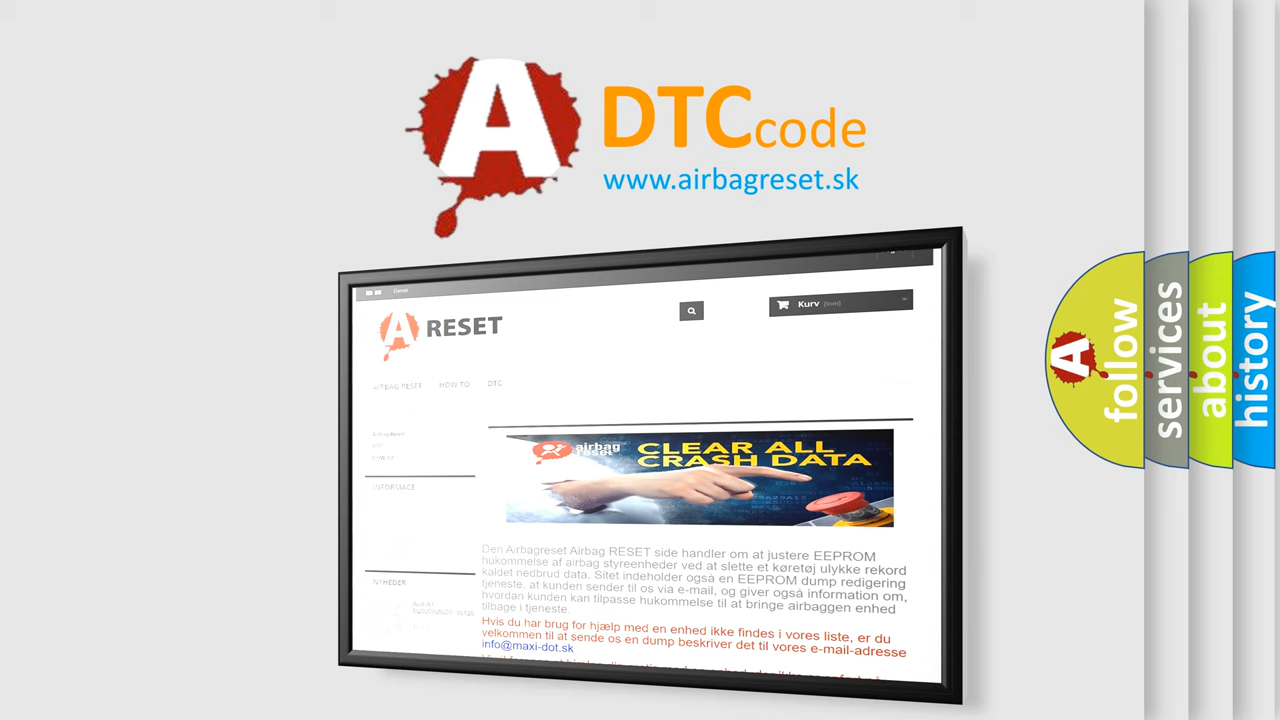 A DTCcode
www.airbagreset.sk
Dansk
A RESET
Kurv (tom)
AIRBAG RESET HOW TO DTC
INFORMACE
NYHEDER
airbag
reset
CLEAR ALL
CRASH DATA
Den Airbagreset Airbag RESET side handler om at justere EEPROM
hukommelse af airbag styreenheder ved at slette et køretøj ulykke rekord
kaldet nedbrud data. Sitet indeholder også en EEPROM dump redigering
tjeneste, at kunden sender til os via e-mail, og giver også information om,
hvordan kunden kan tilpasse hukommelse til at bringe airbaggen enhed
tilbage i tjeneste.
Hvis du har brug for hjælp med en enhed ikke findes i vores liste, er du
velkommen til at sende os en dump beskriver det til vores e-mail-adresse
info@maxi-dot.sk
A
follow
services
about
history